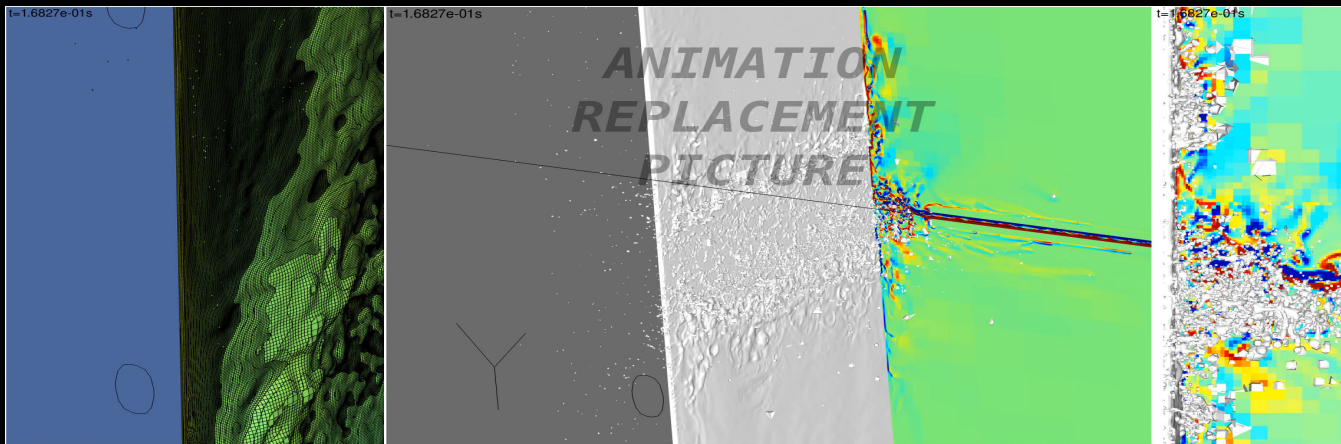 t=1.6827e-01s
t=1.6827e-01s
t=1.6827e-01s
ANIMATION
REPLACEMENT
PICTURE